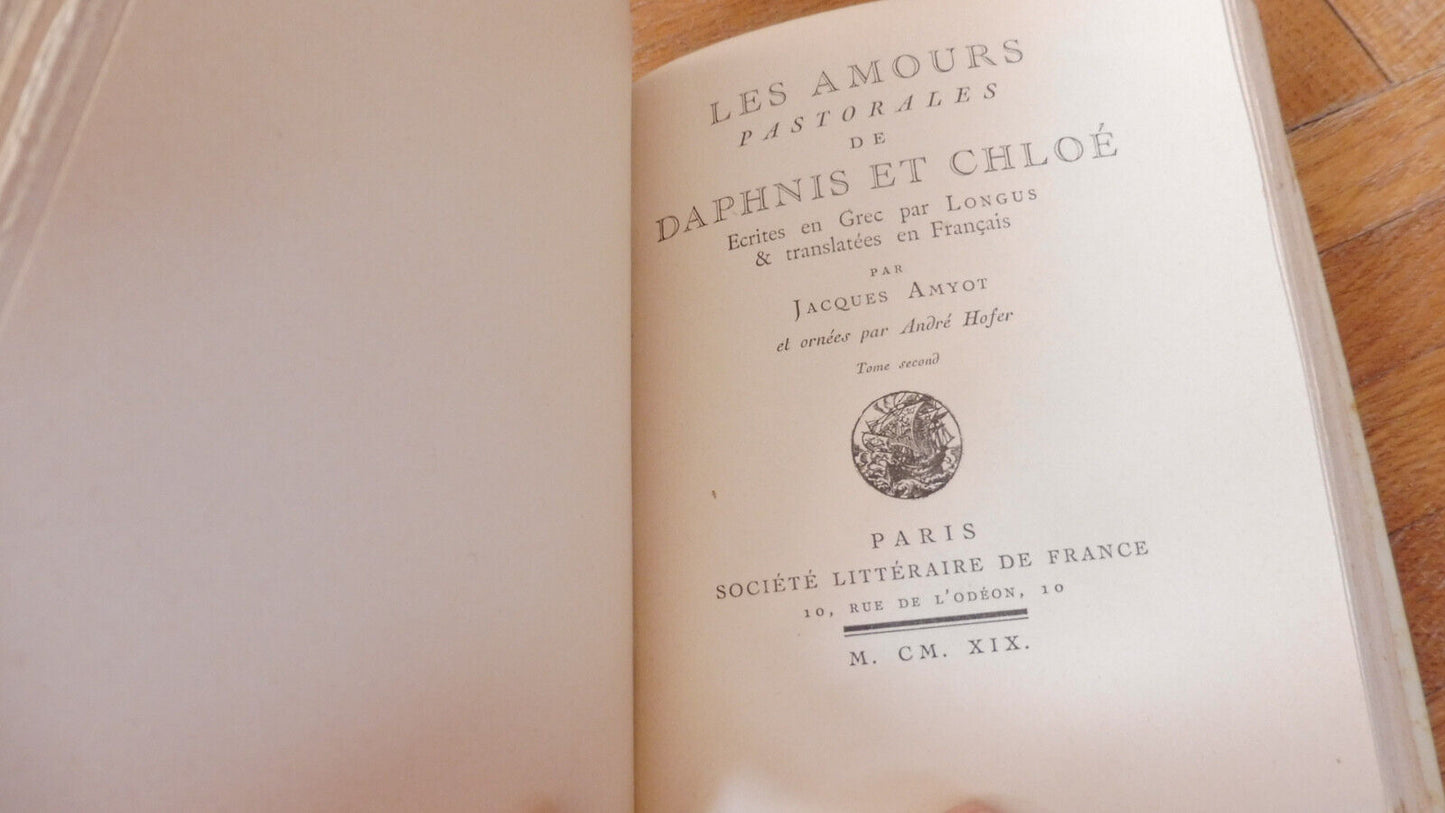 LES AMOURS
PASTORALES
DE
DAPHNIS ET CHLOÉ
Ecrites en Grec par LONGUS
& translatées en Français
PAR
JACQUES AMYOT
et ornées par André Hofer
Tome second
PARIS
SOCIÉTÉ LITTÉRAIRE DE FRANCE
10, RUE DE L'ODÉON, 10
M. CM. XIX.